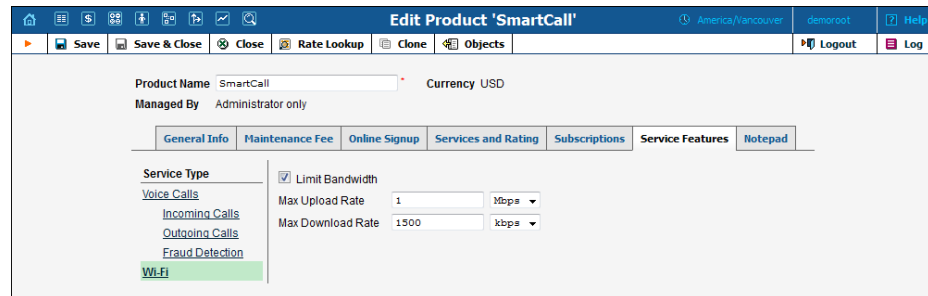 Edit Product 'SmartCall' America/Vancouver demoroot ? Help
Save Save & Close Close Rate Lookup Clone Objects Logout Log
Product Name SmartCall * Currency USD
Managed By Administrator only
General Info Maintenance Fee Online Signup Services and Rating Subscriptions Service Features Notepad
Service Type
Limit Bandwidth
Voice Calls
Max Upload Rate 1 Mbps
Incoming Calls
Max Download Rate 1500 kbps
Outgoing Calls
Fraud Detection
Wi-Fi